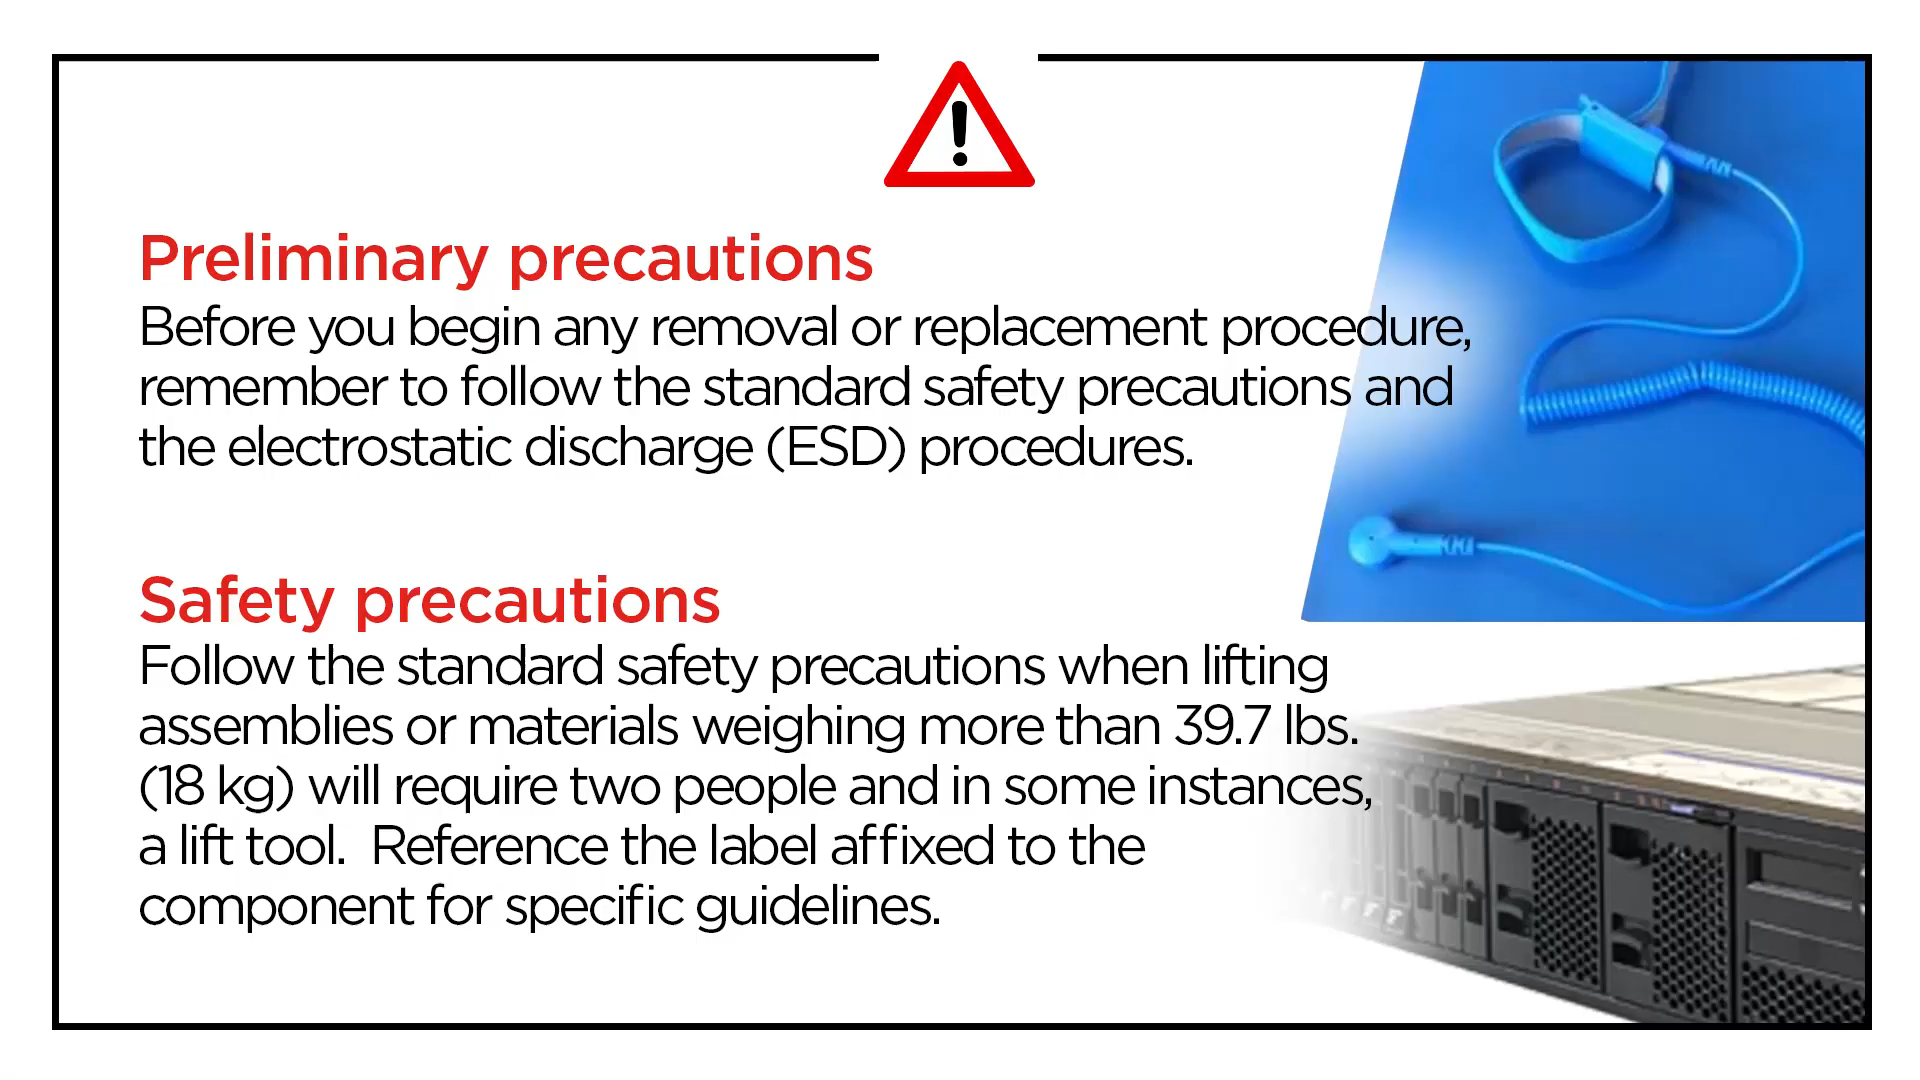 Preliminary precautions
Before you begin any removal or replacement procedure,
remember to follow the standard safety precautions and
the electrostatic discharge (ESD) procedures.
Safety precautions
Follow the standard safety precautions when lifting
assemblies or materials weighing more than 39.7 lbs.
(18 kg) will require two people and in some instances,
a lift tool.  Reference the label affixed to the
component for specific guidelines.